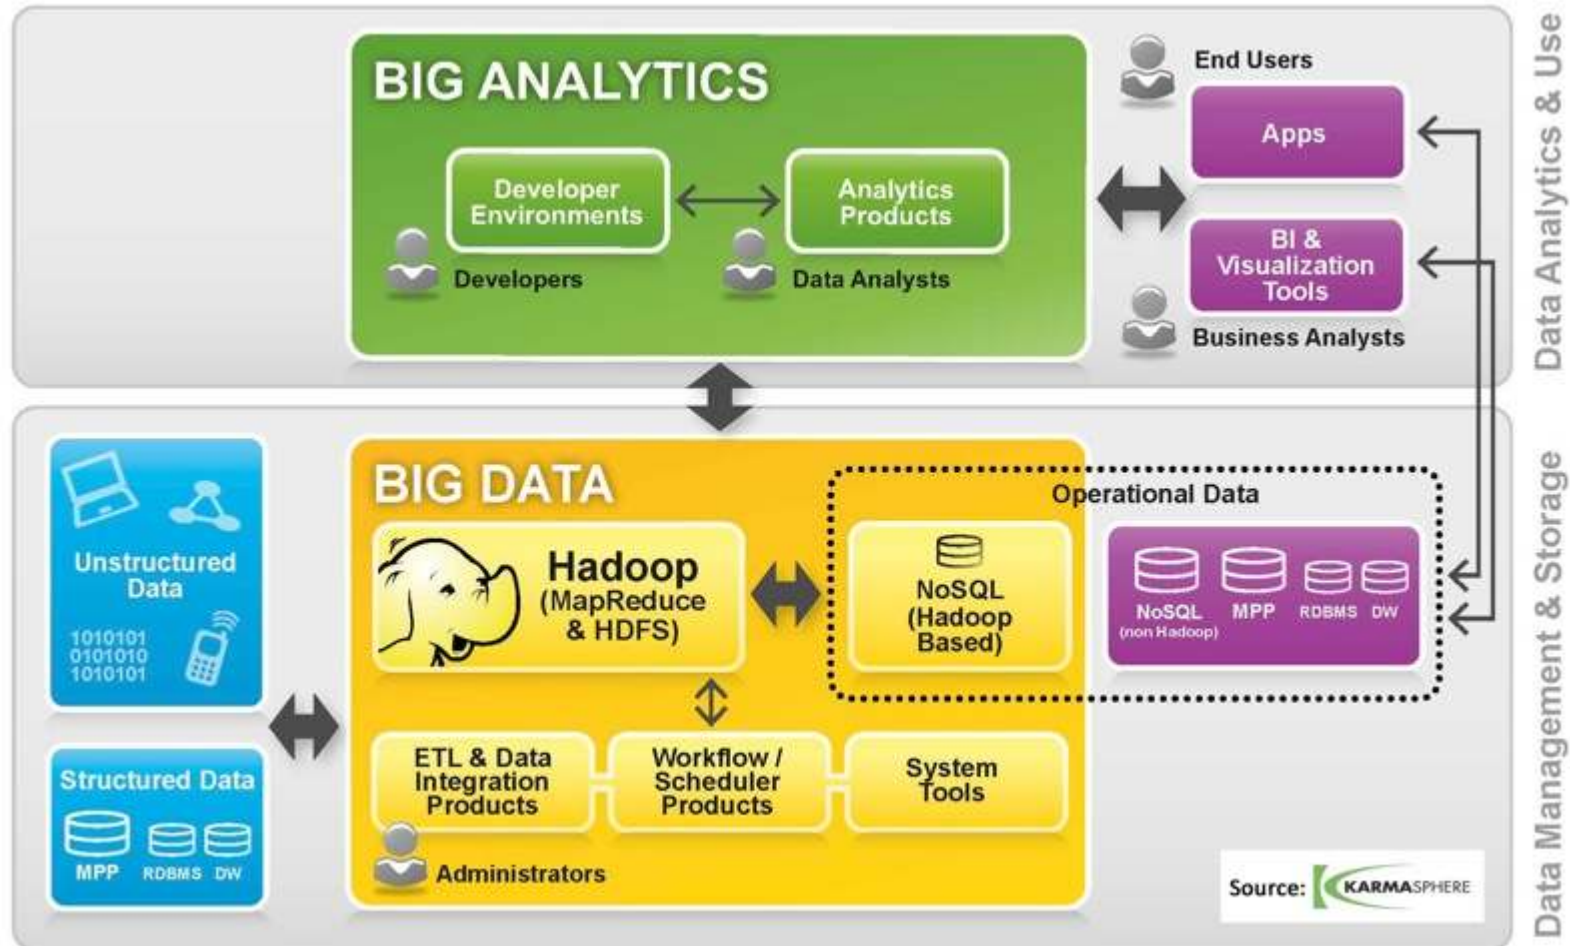 BIG ANALYTICS
Developer
Environments
Developers
Analytics
Products
Data Analysts
End Users
Apps
BI &
Visualization
Tools
Business Analysts
Data Analytics & Use
Unstructured
Data
1010101
0101010
1010101
Structured Data
MPP
RDBMS
DW
BIG DATA
Hadoop
(MapReduce
& HDFS)
Operational Data
NoSQL
(Hadoop
Based)
NoSQL
(non Hadoop)
MPP
RDBMS
DW
ETL & Data
Integration
Products
Workflow /
Scheduler
Products
System
Tools
Administrators
Source: KARMASPHERE
Data Management & Storage